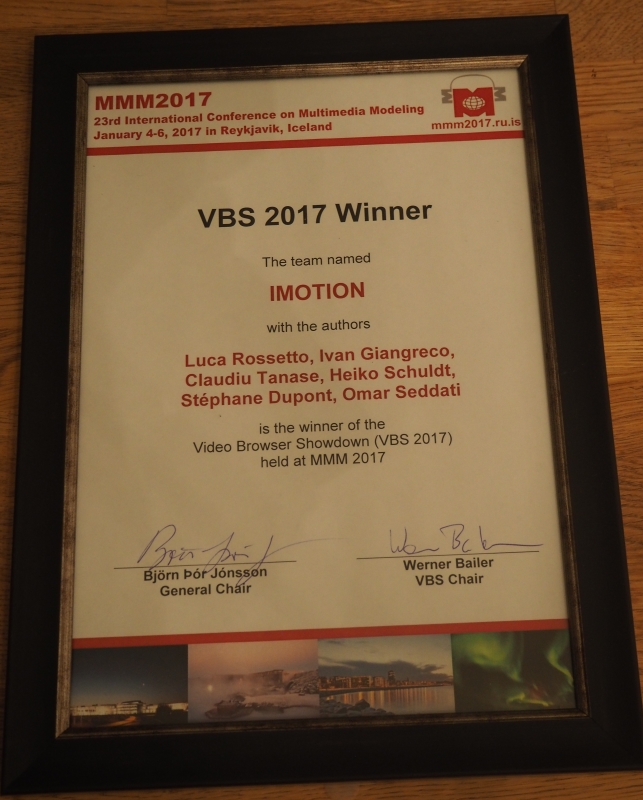 MMM2017
23rd International Conference on Multimedia Modeling
January 4-6, 2017 in Reykjavik, Iceland
M
mmm2017.ru.is
VBS 2017 Winner
The team named
IMOTION
with the authors
Luca Rossetto, Ivan Giangreco,
Claudiu Tanase, Heiko Schuldt,
Stéphane Dupont, Omar Seddati
is the winner of the
Video Browser Showdown (VBS 2017)
held at MMM 2017
Björn Þór Jónsson
General Chair
Werner Bailer
VBS Chair